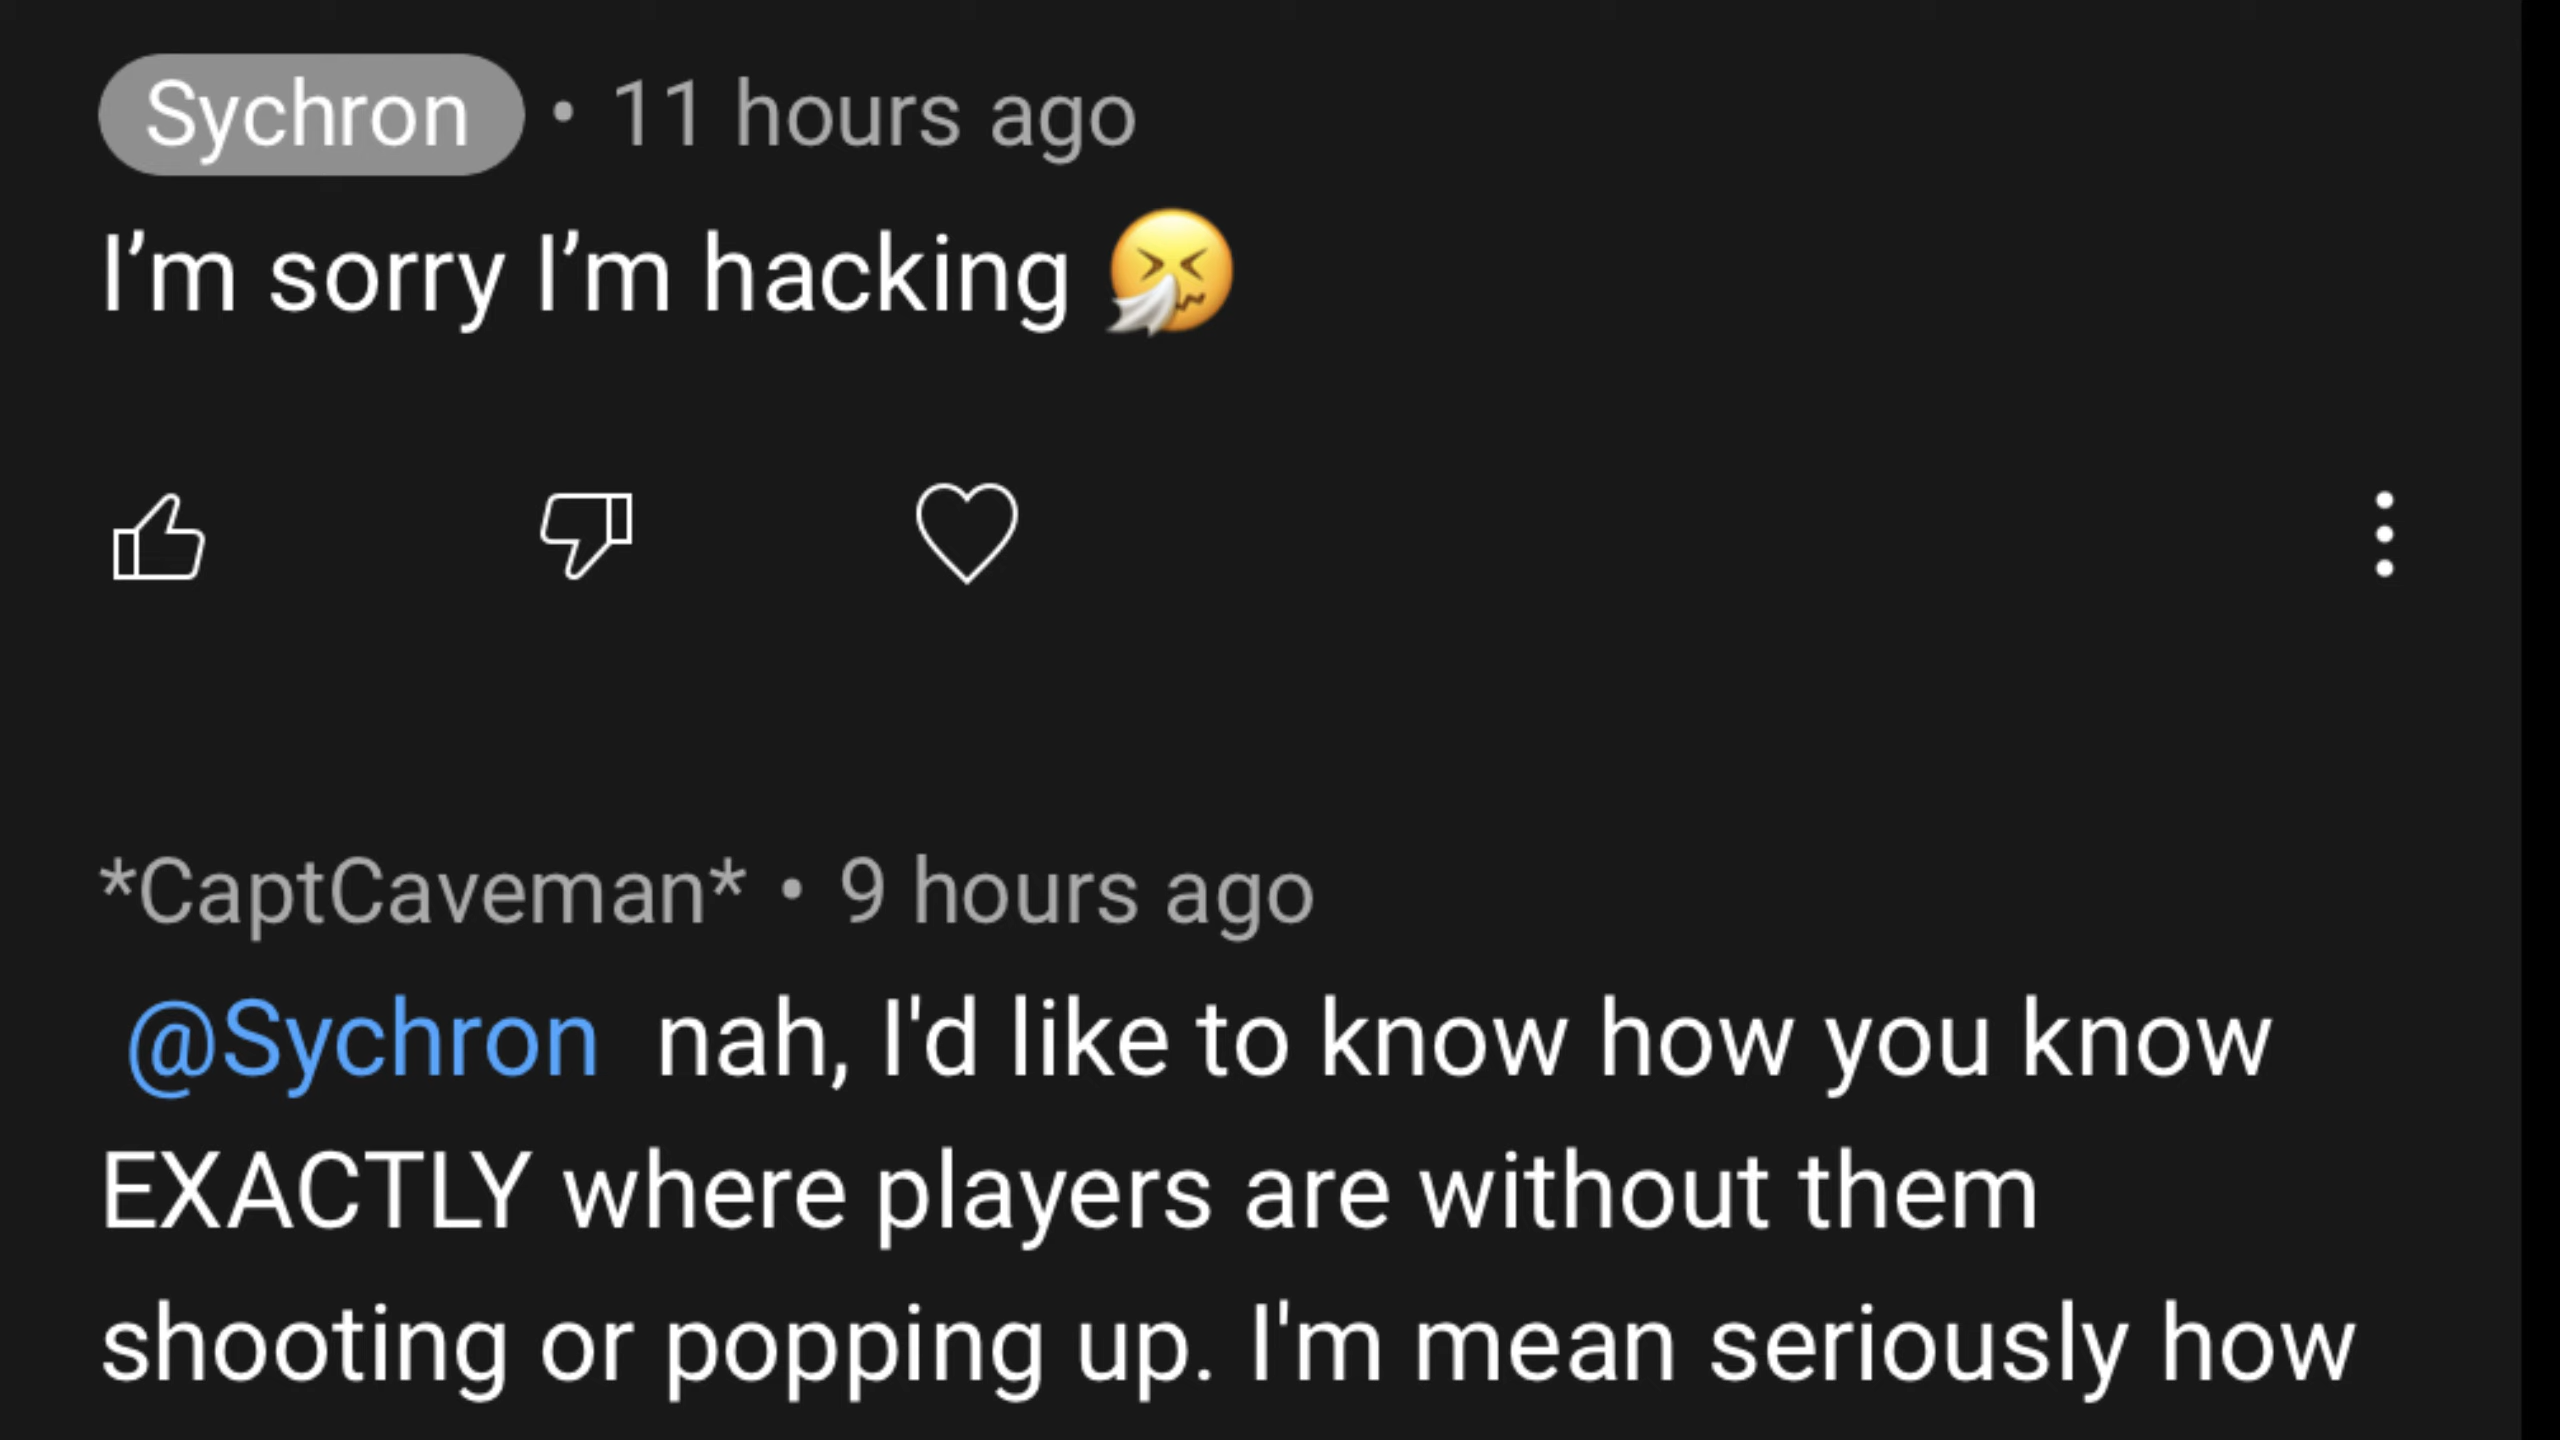 Sychron • 11 hours ago
I’m sorry I’m hacking 🤧
*CaptCaveman* • 9 hours ago
@Sychron nah, I'd like to know how you know
EXACTLY where players are without them
shooting or popping up. I'm mean seriously how